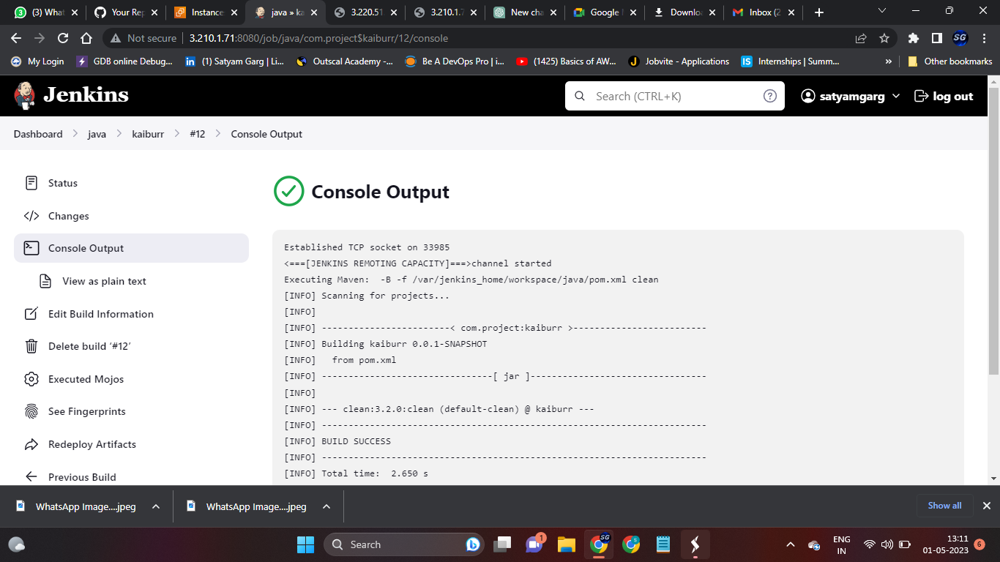 (3) What
Your Rep
Instance
java » ka
3.220.51
3.210.1.7
New cha
Google
Downlo
Inbox (2
Not secure
3.210.1.71:8080/job/java/com.project$kaiburr/12/console
SG
My Login
GDB online Debug...
(1) Satyam Garg | Li...
Outscal Academy -...
Be A DevOps Pro | i...
(1425) Basics of AW...
Jobvite - Applications
Internships | Summ...
»
Other bookmarks
Jenkins
Search (CTRL+K)
satyamgarg
log out
Dashboard
java
kaiburr
#12
Console Output
Status
Changes
Console Output
View as plain text
Edit Build Information
Delete build ‘#12’
Executed Mojos
See Fingerprints
Redeploy Artifacts
Previous Build
Console Output
Established TCP socket on 33985
<===[JENKINS REMOTING CAPACITY]===>channel started
Executing Maven:  -B -f /var/jenkins_home/workspace/java/pom.xml clean
[INFO] Scanning for projects...
[INFO]
[INFO] ------------------------< com.project:kaiburr >-------------------------
[INFO] Building kaiburr 0.0.1-SNAPSHOT
[INFO]   from pom.xml
[INFO] --------------------------------[ jar ]---------------------------------
[INFO]
[INFO] --- clean:3.2.0:clean (default-clean) @ kaiburr ---
[INFO] ------------------------------------------------------------------------
[INFO] BUILD SUCCESS
[INFO] ------------------------------------------------------------------------
[INFO] Total time:  2.650 s
WhatsApp Image....jpeg
WhatsApp Image....jpeg
Show all
Search
1
SG
ENG
IN
13:11
01-05-2023
6